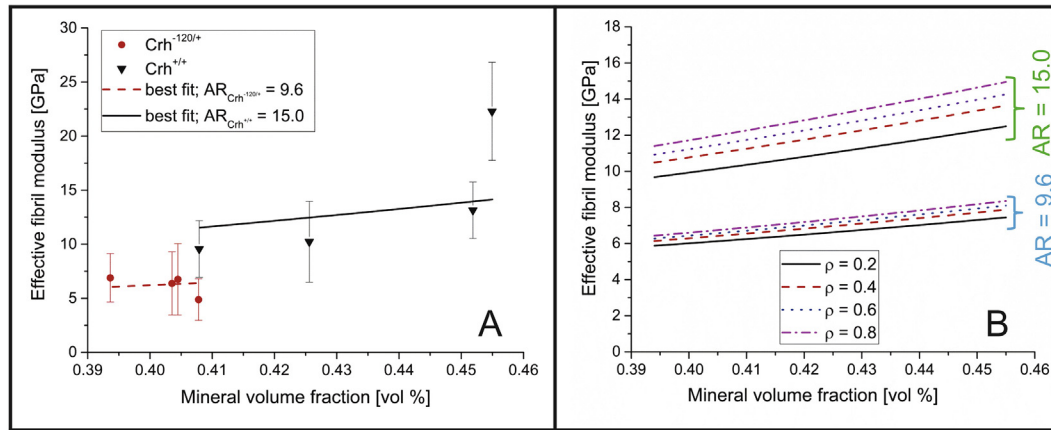 Effective fibril modulus [GPa]
30
25
20
15
10
5
0
Crh-120/+
Crh+/+
best fit; ARCrh-120/+ = 9.6
best fit; ARCrh+/+ = 15.0
A
0.39 0.40 0.41 0.42 0.43 0.44 0.45 0.46
Mineral volume fraction [vol %]
Effective fibril modulus [GPa]
18
16
14
12
10
8
6
4
2
0
AR = 15.0
AR = 9.6
ρ = 0.2
ρ = 0.4
ρ = 0.6
ρ = 0.8
B
0.39 0.40 0.41 0.42 0.43 0.44 0.45 0.46
Mineral volume fraction [vol %]